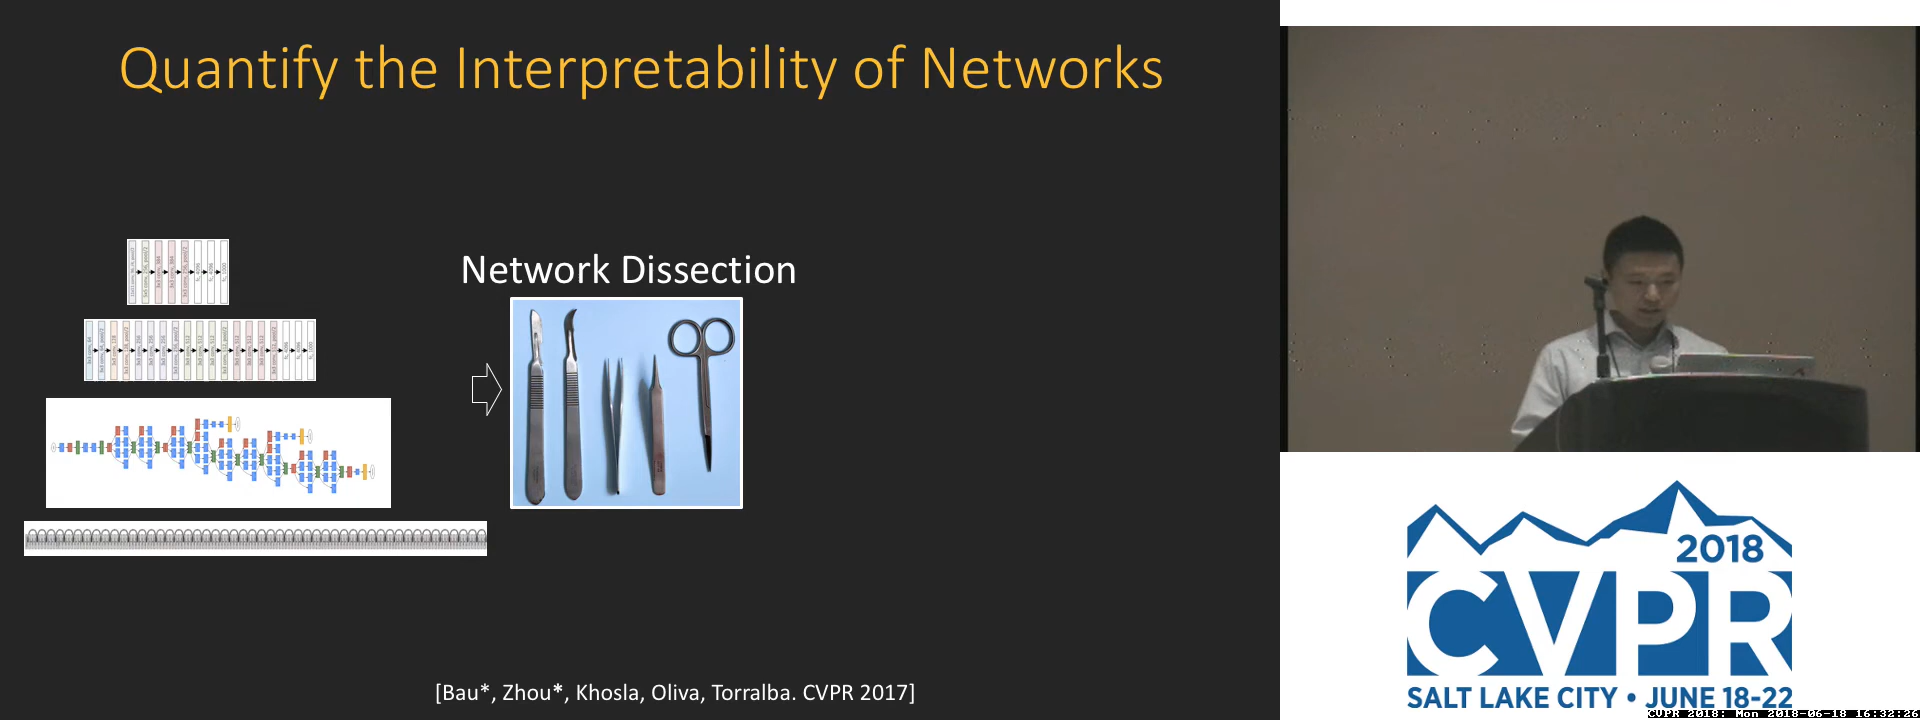 Quantify the Interpretability of Networks
Network Dissection
[Bau*, Zhou*, Khosla, Oliva, Torralba. CVPR 2017]
2018
CVPR
SALT LAKE CITY • JUNE 18-22
CVPR 2018: Mon 2018-06-18 16:32:26